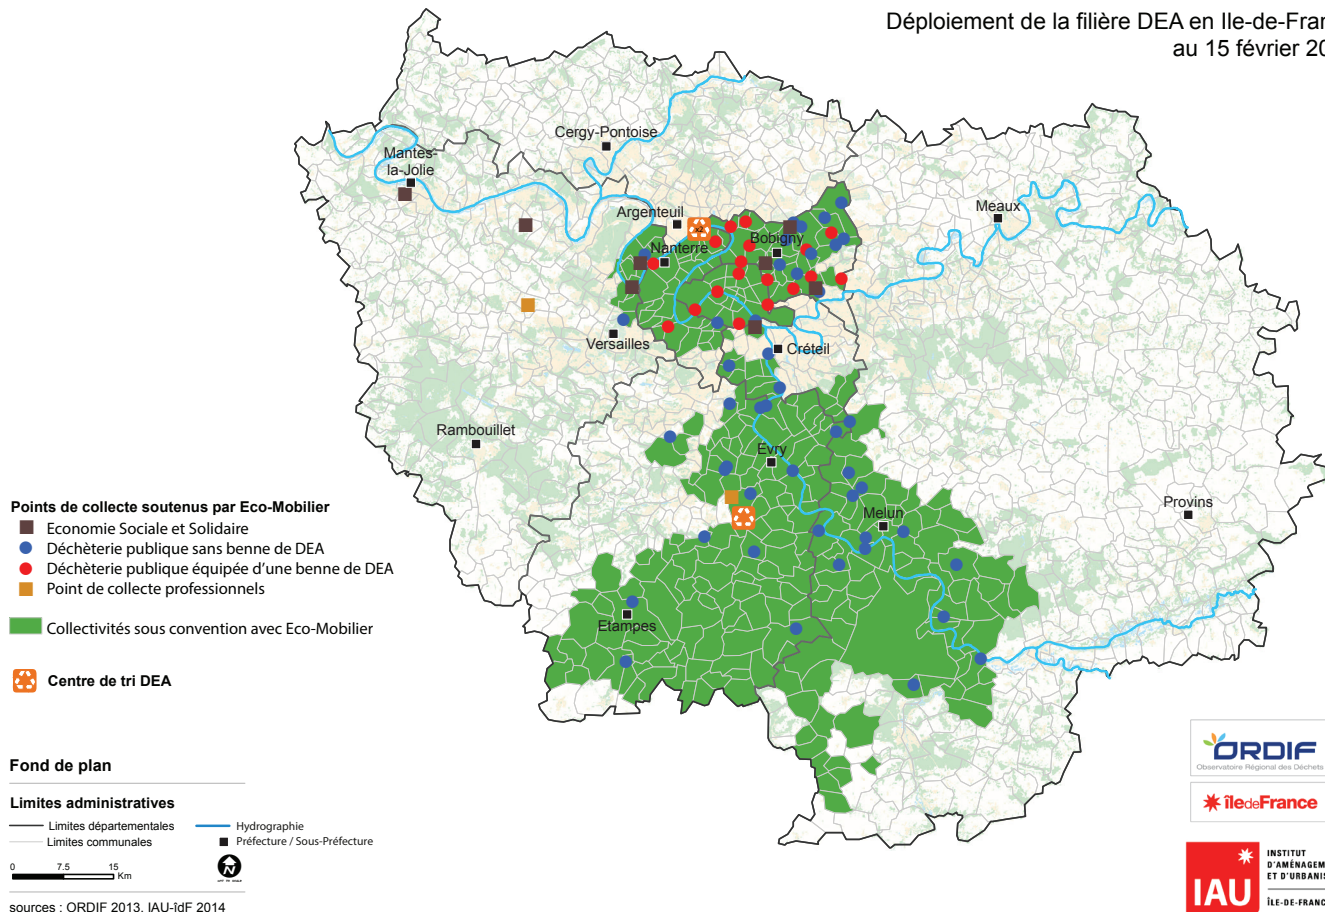 Déploiement de la filière DEA en Ile-de-Fran
au 15 février 20
Cergy-Pontoise
Mantes-
la-Jolie
Argenteuil
Meaux
Bobigny
Nanterre
Versailles
Créteil
Rambouillet
Evry
Provins
Melun
Etampes
Points de collecte soutenus par Eco-Mobilier
Economie Sociale et Solidaire
Déchèterie publique sans benne de DEA
Déchèterie publique équipée d'une benne de DEA
Point de collecte professionnels
Collectivités sous convention avec Eco-Mobilier
Centre de tri DEA
Fond de plan
Limites administratives
Limites départementales
Hydrographie
Limites communales
Préfecture / Sous-Préfecture
0 7.5 15
Km
N
sources : ORDIF 2013, IAU-îdF 2014
ORDIF
Observatoire Régional des Déchets
îledeFrance
IAU
INSTITUT
D'AMÉNAGEM
ET D'URBANIS
ÎLE-DE-FRANC